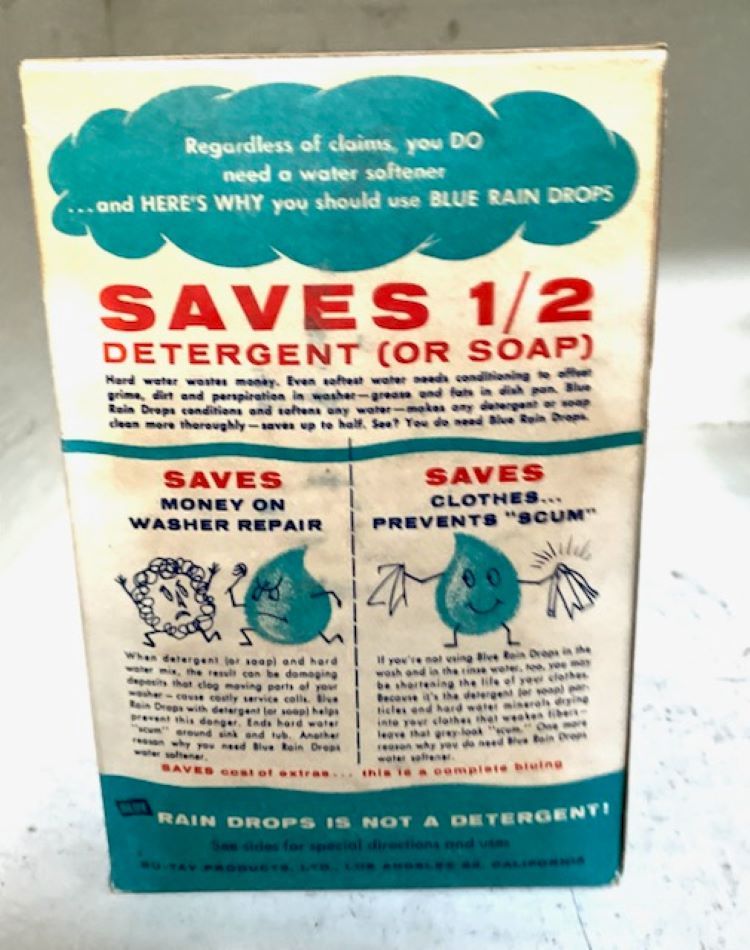 Regardless of claims, you DO
need a water softener
...and HERE'S WHY you should use BLUE RAIN DROPS
SAVES 1/2
DETERGENT (OR SOAP)
Hard water wastes money. Even softest water needs conditioning to offset
grime, dirt and perspiration in washer—grease and fats in dish pan. Blue
Rain Drops conditions and softens any water—makes any detergent or soap
clean more thoroughly—saves up to half. See? You do need Blue Rain Drops.
SAVES
MONEY ON
WASHER REPAIR
When detergent (or soap) and hard
water mix, the result can be damaging
deposits that clog moving parts of your
washer—cause costly service calls. Blue
Rain Drops with detergent (or soap) helps
prevent this danger. Ends hard water
"scum" around sink and tub. Another
reason why you need Blue Rain Drops
water softener.
SAVES
CLOTHES...
PREVENTS "SCUM"
If you're not using Blue Rain Drops in the
wash and in the rinse water, too, you may
be shortening the life of your clothes.
Because it's the detergent (or soap) par-
ticles and hard water minerals drying
into your clothes that weaken fibers—
leave that grey-look "scum." One more
reason why you do need Blue Rain Drops
water softener.
SAVES cost of extras... this is a complete bluing
BLUE
RAIN DROPS IS NOT A DETERGENT!
See sides for special directions and uses
BU-TAY PRODUCTS, LTD., LOS ANGELES CALIFORNIA